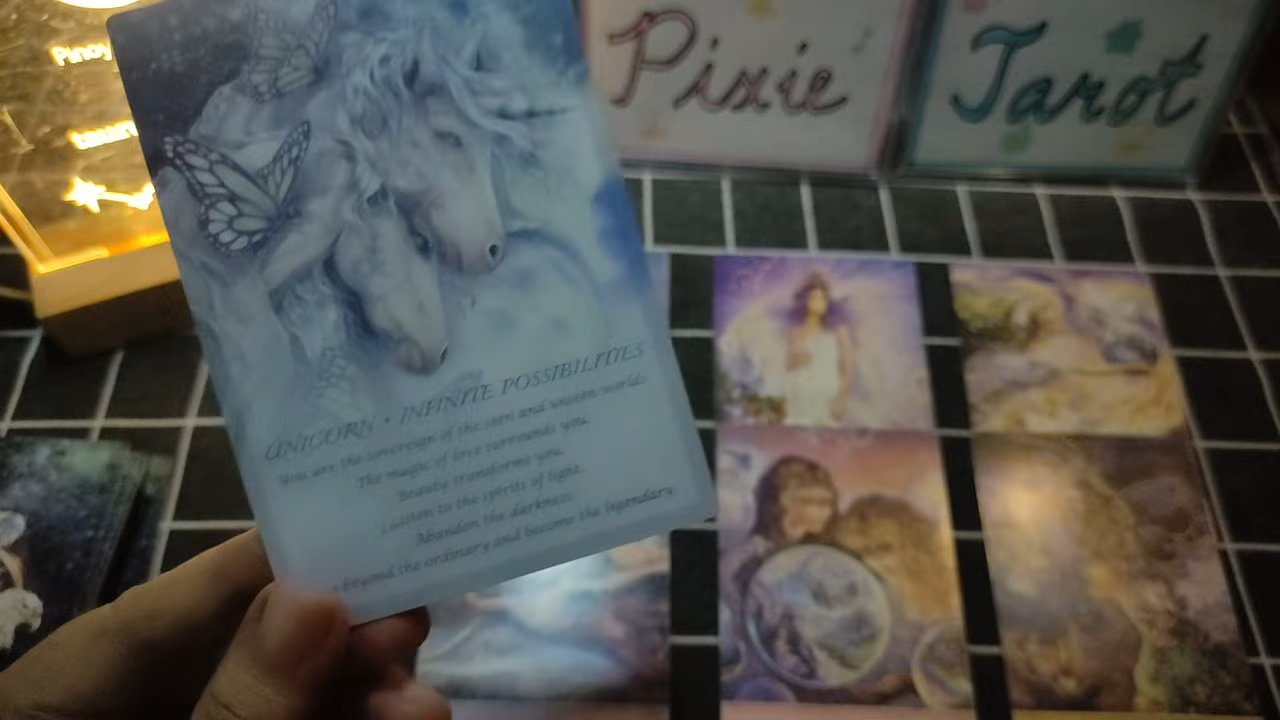 Pinoy
Pixie
Tarot
UNICORN • INFINITE POSSIBILITIES
You are the sovereign of the seen and unseen worlds.
The magic of love surrounds you.
Beauty transforms you.
Listen to the spirits of light.
Abandon the darkness.
beyond the ordinary and become the legendary.